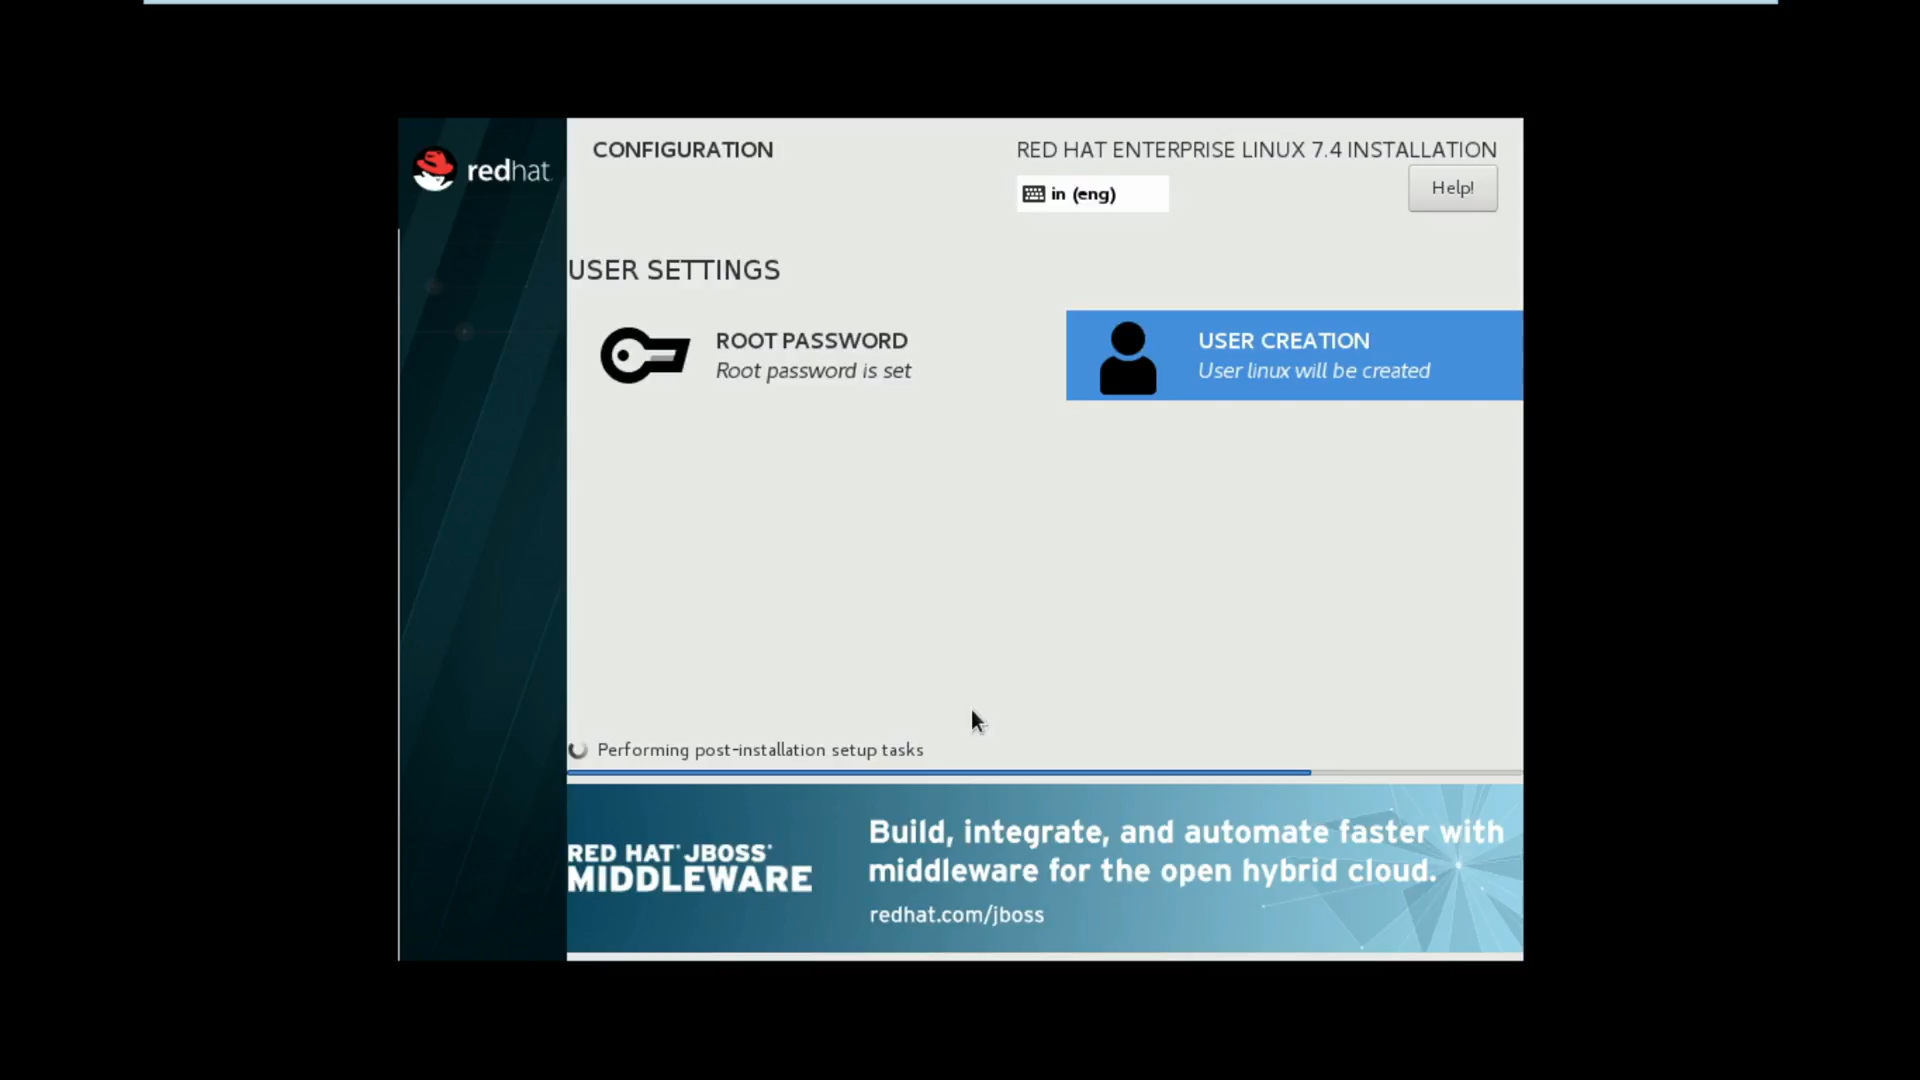 redhat.
CONFIGURATION
RED HAT ENTERPRISE LINUX 7.4 INSTALLATION
in (eng)
Help!
USER SETTINGS
ROOT PASSWORD
Root password is set
USER CREATION
User linux will be created
Performing post-installation setup tasks
RED HAT® JBOSS®
MIDDLEWARE
Build, integrate, and automate faster with
middleware for the open hybrid cloud.
redhat.com/jboss